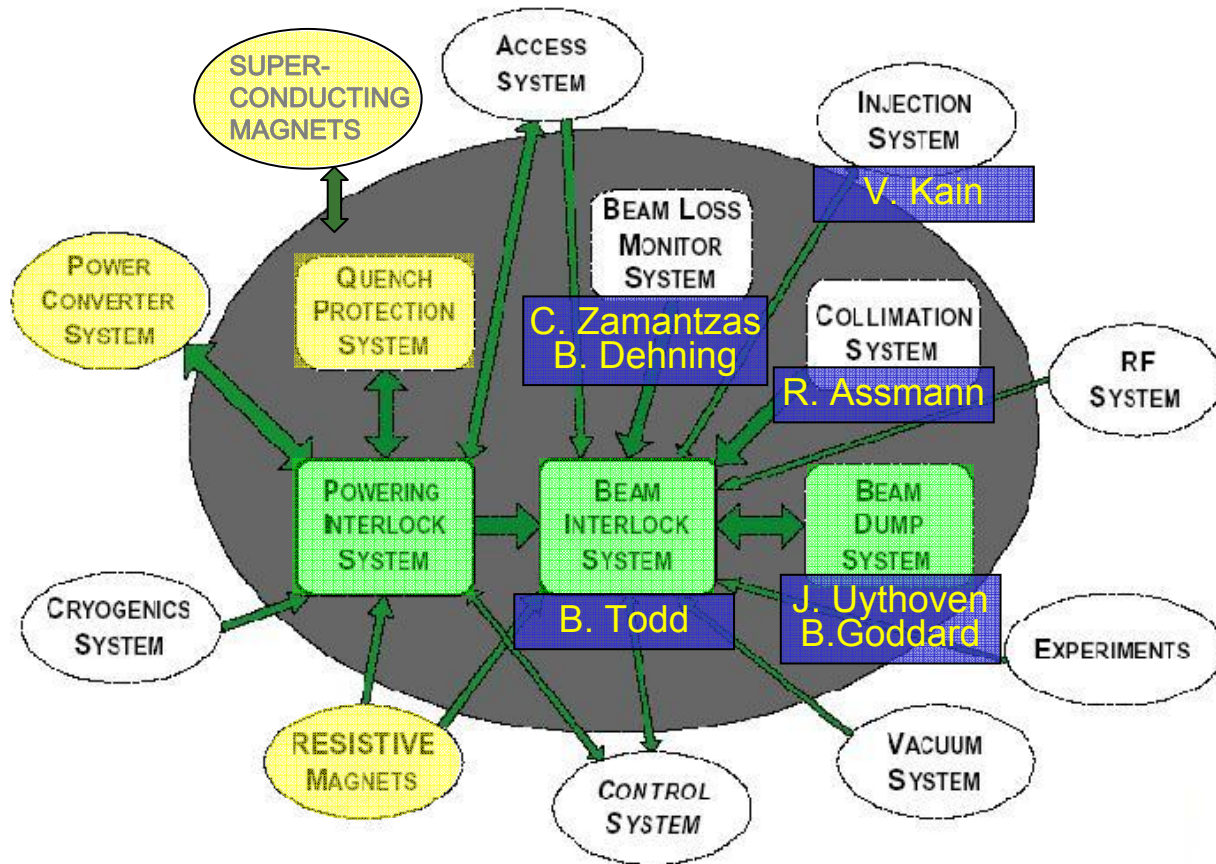 ACCESS
SYSTEM
SUPER-
CONDUCTING
MAGNETS
INJECTION
SYSTEM
V. Kain
BEAM LOSS
MONITOR
SYSTEM
C. Zamantzas
B. Dehning
POWER
CONVERTER
SYSTEM
QUENCH
PROTECTION
SYSTEM
COLLIMATION
SYSTEM
R. Assmann
RF
SYSTEM
POWERING
INTERLOCK
SYSTEM
BEAM
INTERLOCK
SYSTEM
B. Todd
BEAM
DUMP
SYSTEM
J. Uythoven
B.Goddard
CRYOGENICS
SYSTEM
EXPERIMENTS
RESISTIVE
MAGNETS
CONTROL
SYSTEM
VACUUM
SYSTEM